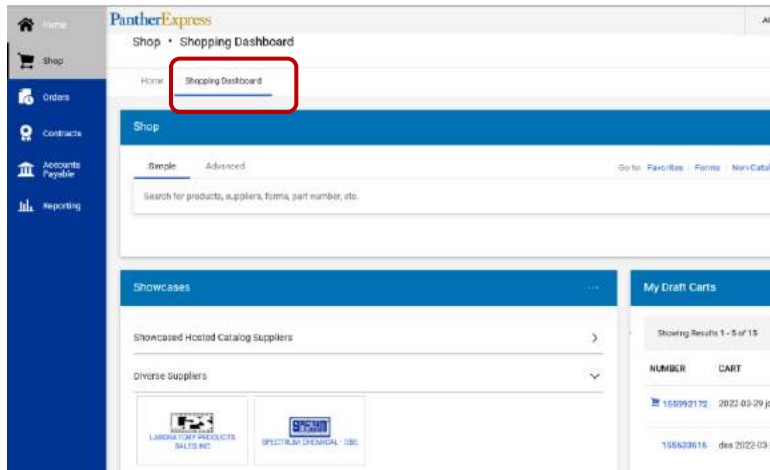 Home
Shop
Orders
Contracts
Accounts
Payable
Reporting
PantherExpress
Shop • Shopping Dashboard
Home Shopping Dashboard
Shop
Simple Advanced
Go to: Favorites Forms Non-Catal
Search for products, suppliers, forms, part number, etc.
Showcases ...
Showcased Hosted Catalog Suppliers
Diverse Suppliers
LABORATORY PRODUCTS
SALES INC
SPECTRUM CHEMICAL - DBE
My Draft Carts
Showing Results 1 - 5 of 15
NUMBER CART
155992172 2022-03-29 jo
155633616 dea 2022-03-